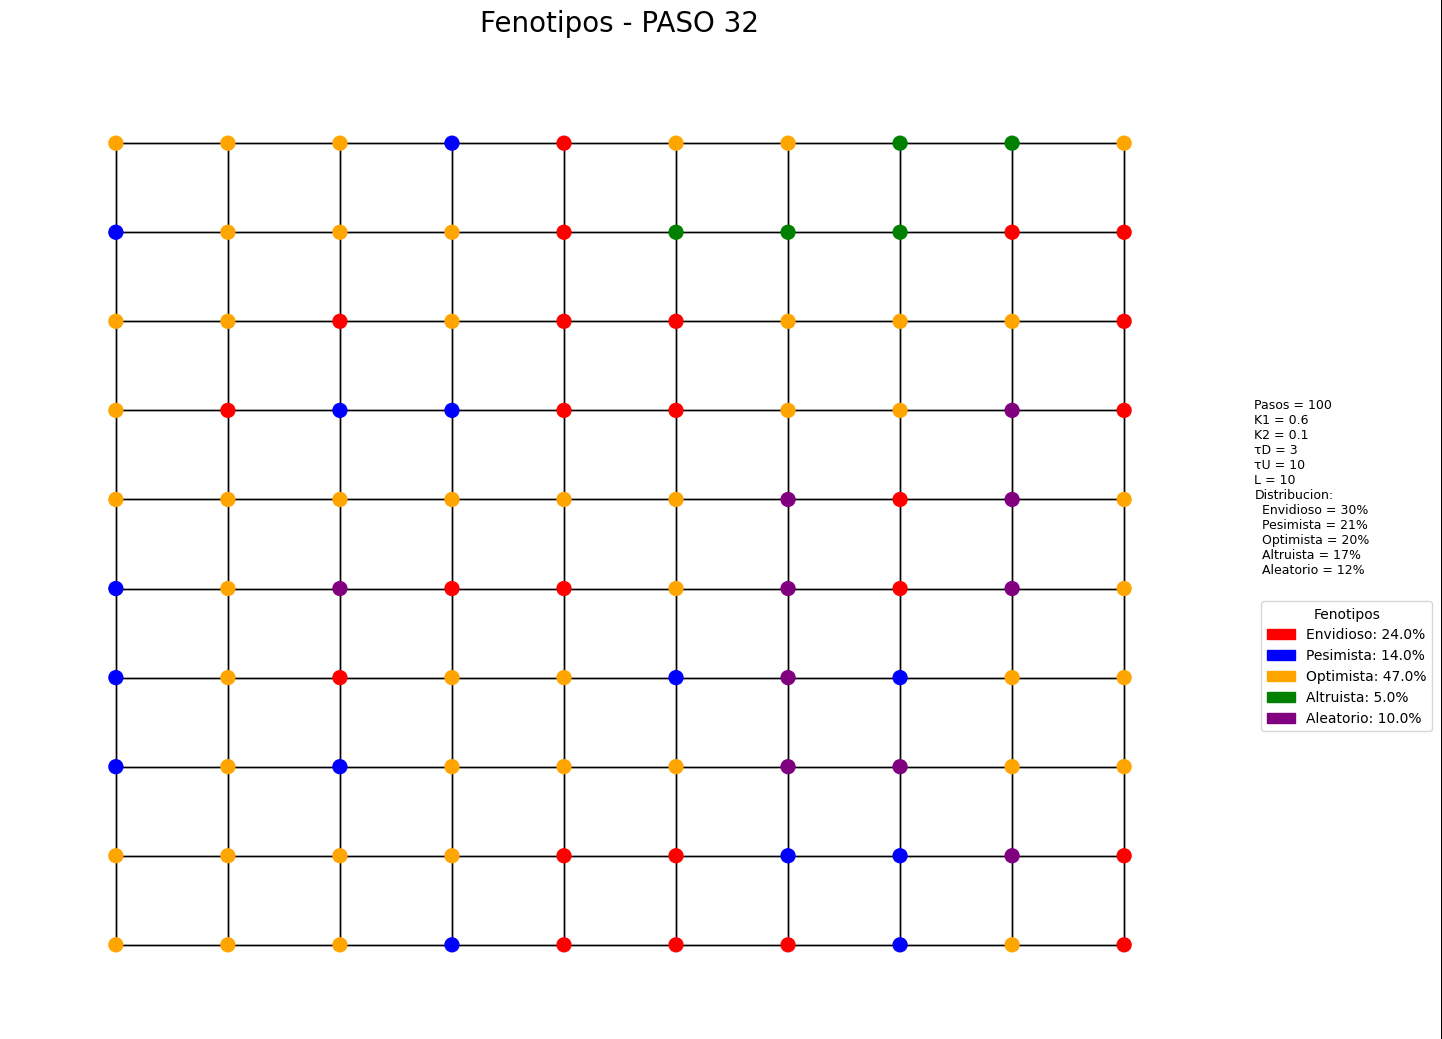 Fenotipos - PASO 32
Pasos = 100
K1 = 0.6
K2 = 0.1
τD = 3
τU = 10
L = 10
Distribucion:
Envidioso = 30%
Pesimista = 21%
Optimista = 20%
Altruista = 17%
Aleatorio = 12%
Fenotipos
Envidioso: 24.0%
Pesimista: 14.0%
Optimista: 47.0%
Altruista: 5.0%
Aleatorio: 10.0%